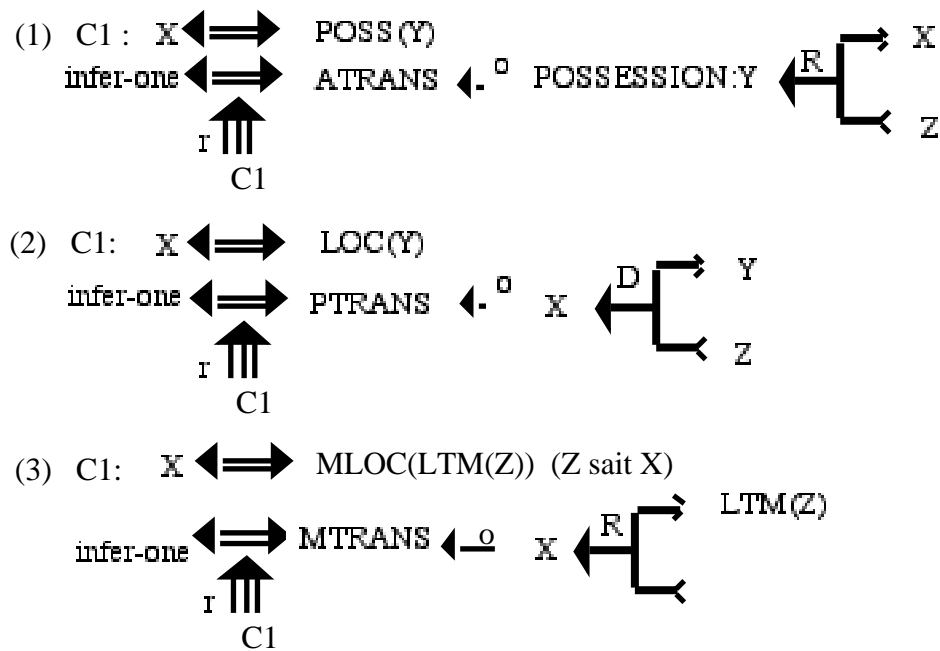 (1) C1 : X POSS(Y)
infer-one ATRANS o POSSESSION:Y R X
Z
r
C1
(2) C1: X LOC(Y)
infer-one PTRANS o X D Y
Z
r
C1
(3) C1: X MLOC(LTM(Z)) (Z sait X)
infer-one MTRANS o X R LTM(Z)
r
C1